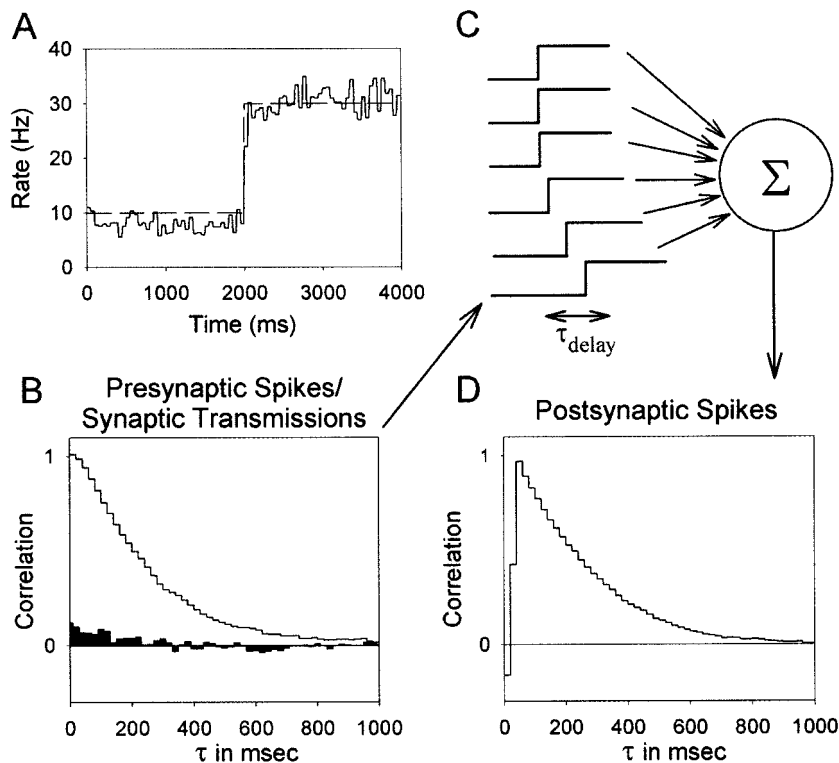 A
Rate (Hz)
40
30
20
10
0
0 1000 2000 3000 4000
Time (ms)
C
Σ
τdelay
B
Presynaptic Spikes/
Synaptic Transmissions
Correlation
1
0
0 200 400 600 800 1000
τ in msec
D
Postsynaptic Spikes
Correlation
1
0
0 200 400 600 800 1000
τ in msec